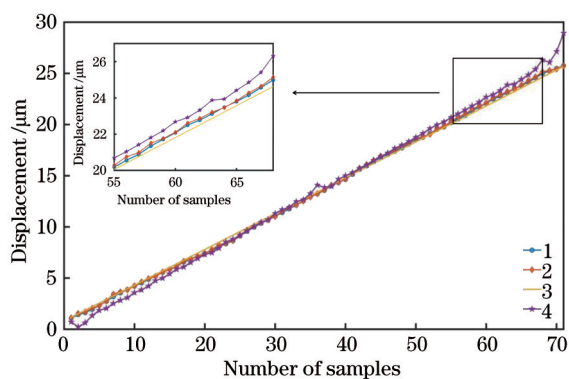 30
25
20
15
10
5
0
Displacement /μm
0 10 20 30 40 50 60 70
Number of samples
26
24
22
20
Displacement/μm
55 60 65
Number of samples
1
2
3
4